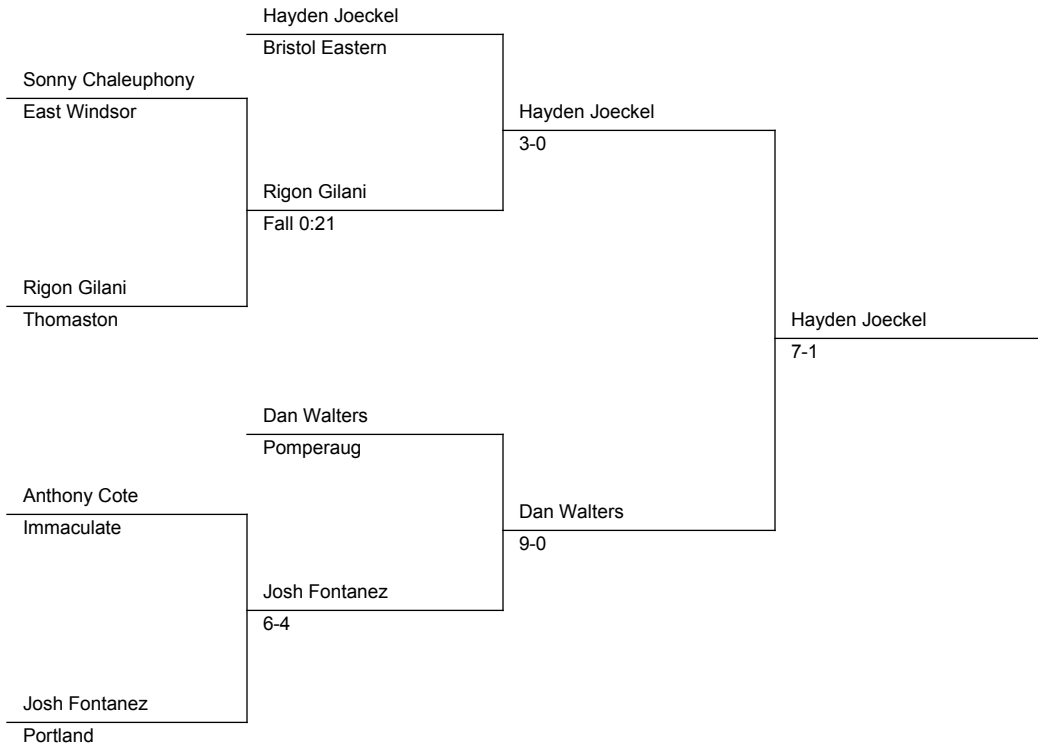 Hayden Joeckel
Bristol Eastern
Sonny Chaleuphony
East Windsor
Hayden Joeckel
3-0
Rigon Gilani
Fall 0:21
Rigon Gilani
Thomaston
Hayden Joeckel
7-1
Dan Walters
Pomperaug
Anthony Cote
Immaculate
Dan Walters
9-0
Josh Fontanez
6-4
Josh Fontanez
Portland